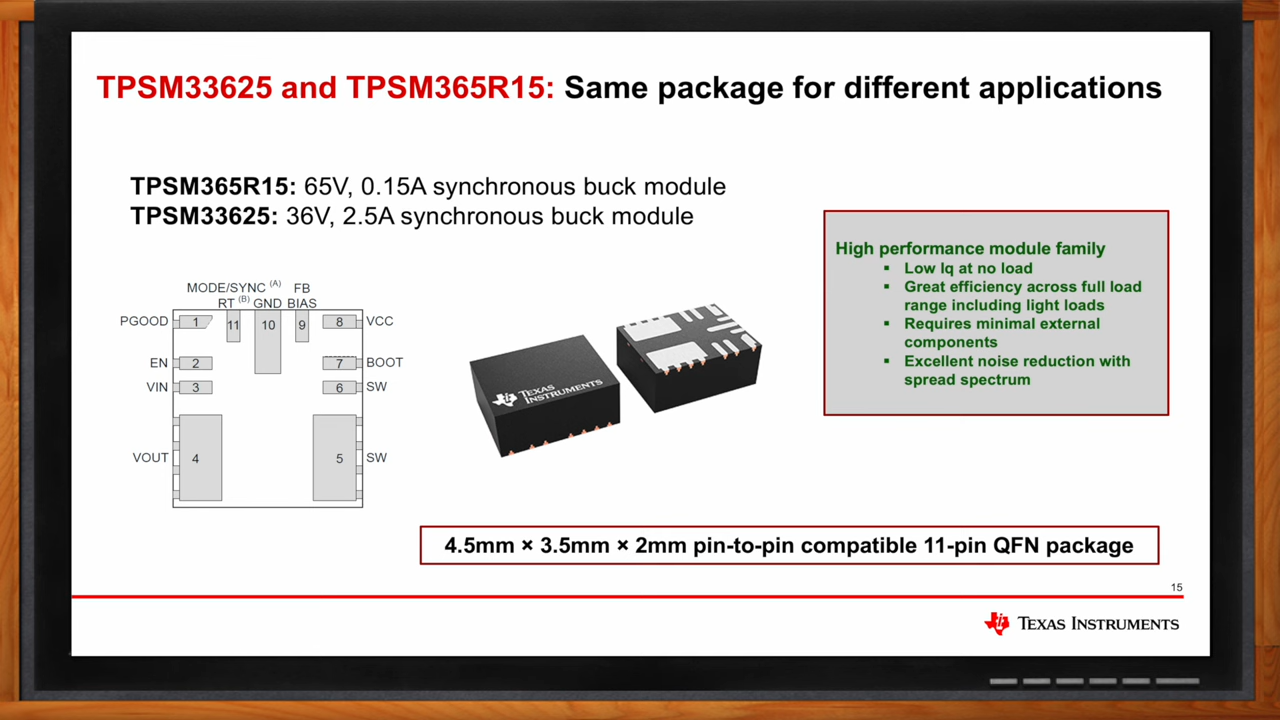 TPSM33625 and TPSM365R15: Same package for different applications
TPSM365R15: 65V, 0.15A synchronous buck module
TPSM33625: 36V, 2.5A synchronous buck module
High performance module family
▪ Low Iq at no load
▪ Great efficiency across full load
range including light loads
▪ Requires minimal external
components
▪ Excellent noise reduction with
spread spectrum
MODE/SYNC (A) FB
RT (B) GND BIAS
PGOOD 1 11 10 9 8 VCC
EN 2 7 BOOT
VIN 3 6 SW
VOUT 4 5 SW
TEXAS
INSTRUMENTS
4.5mm × 3.5mm × 2mm pin-to-pin compatible 11-pin QFN package
15
TEXAS INSTRUMENTS